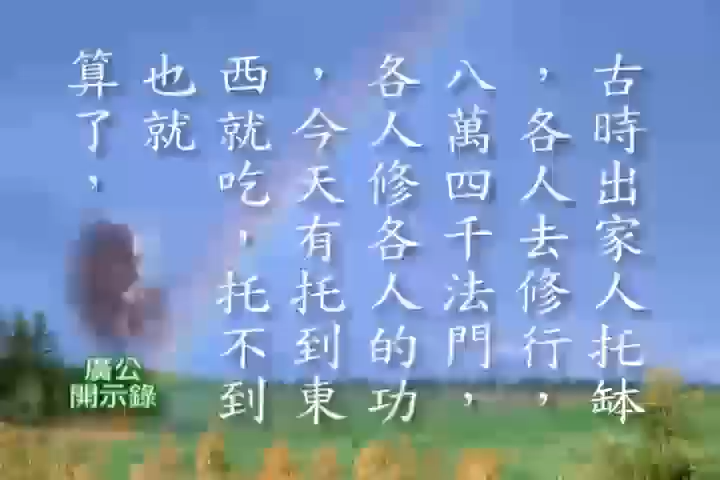 古時出家人托缽
，各人去修行，
八萬四千法門，
各人修各人的功
，今天有托到東
西就吃，托不到
也就
算了，
廣公
開示錄